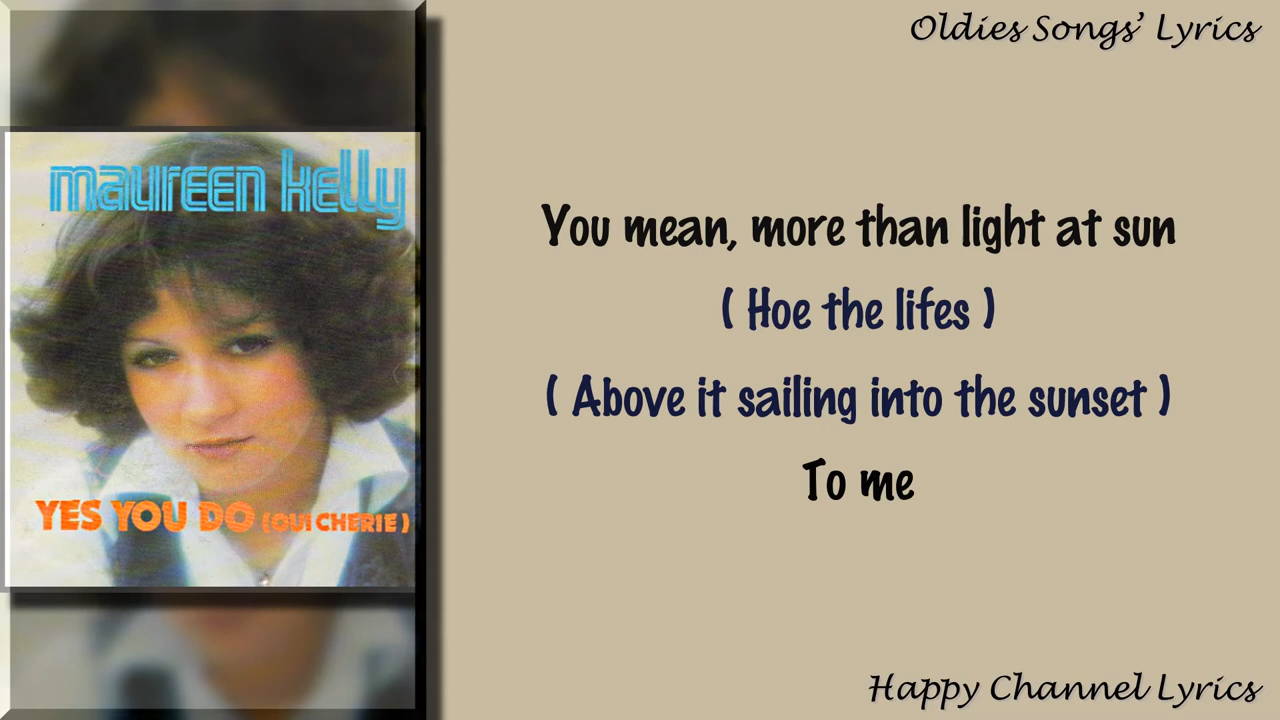 maureen kelly
YES YOU DO (OUI CHERIE)
Oldies Songs’ Lyrics
You mean, more than light at sun
( Hoe the lifes )
( Above it sailing into the sunset )
To me
Happy Channel Lyrics